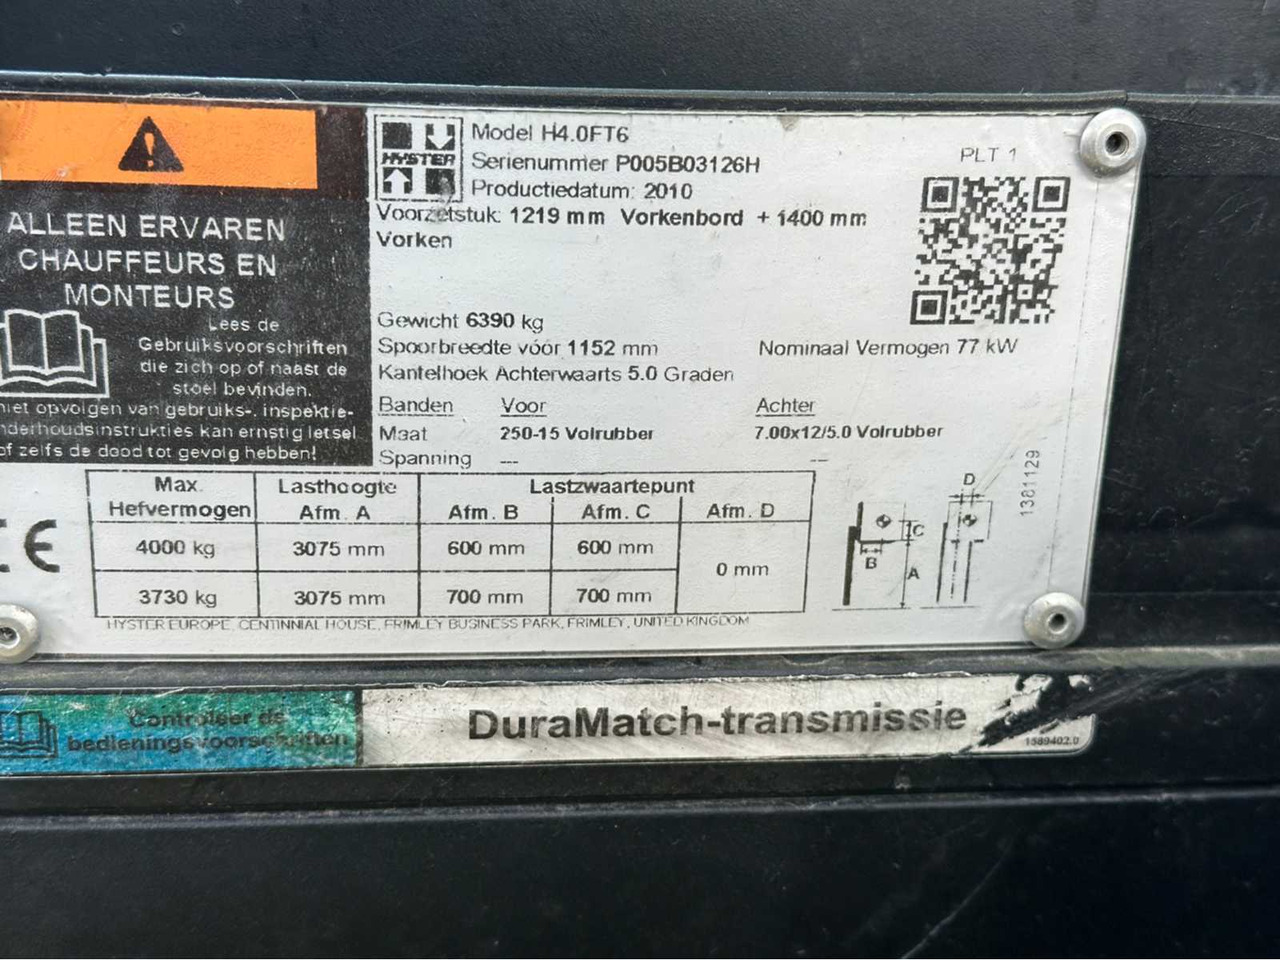 ALLEEN ERVAREN
CHAUFFEURS EN
MONTEURS
Lees de
Gebruiksvoorschriften
die zich op of naast de
stoel bevinden.
niet opvolgen van gebruiks-, inspektie-
nderhoudsinstrukties kan ernstig letsel
of zelfs de dood tot gevolg hebben!
HYSTER
Model H4.0FT6
Serienummer P005B03126H
Productiedatum: 2010
Voorzetstuk: 1219 mm Vorkenbord + 1400 mm
Vorken
PLT 1
Gewicht 6390 kg
Spoorbreedte vóór 1152 mm Nominaal Vermogen 77 kW
Kantelhoek Achterwaarts 5.0 Graden
Banden Voor Achter
Maat 250-15 Volrubber 7.00x12/5.0 Volrubber
Spanning --- ---
Max. Hefvermogen Lasthoogte Afm. A Lastzwaartepunt
Afm. B Afm. C Afm. D
4000 kg 3075 mm 600 mm 600 mm 0 mm
3730 kg 3075 mm 700 mm 700 mm
HYSTER EUROPE, CENTINNIAL HOUSE, FRIMLEY BUSINESS PARK, FRIMLEY, UNITED KINGDOM
CE
D
C
B
A
1381129
Controleer de
bedieningsvoorschriften
DuraMatch-transmissie
1589402.0